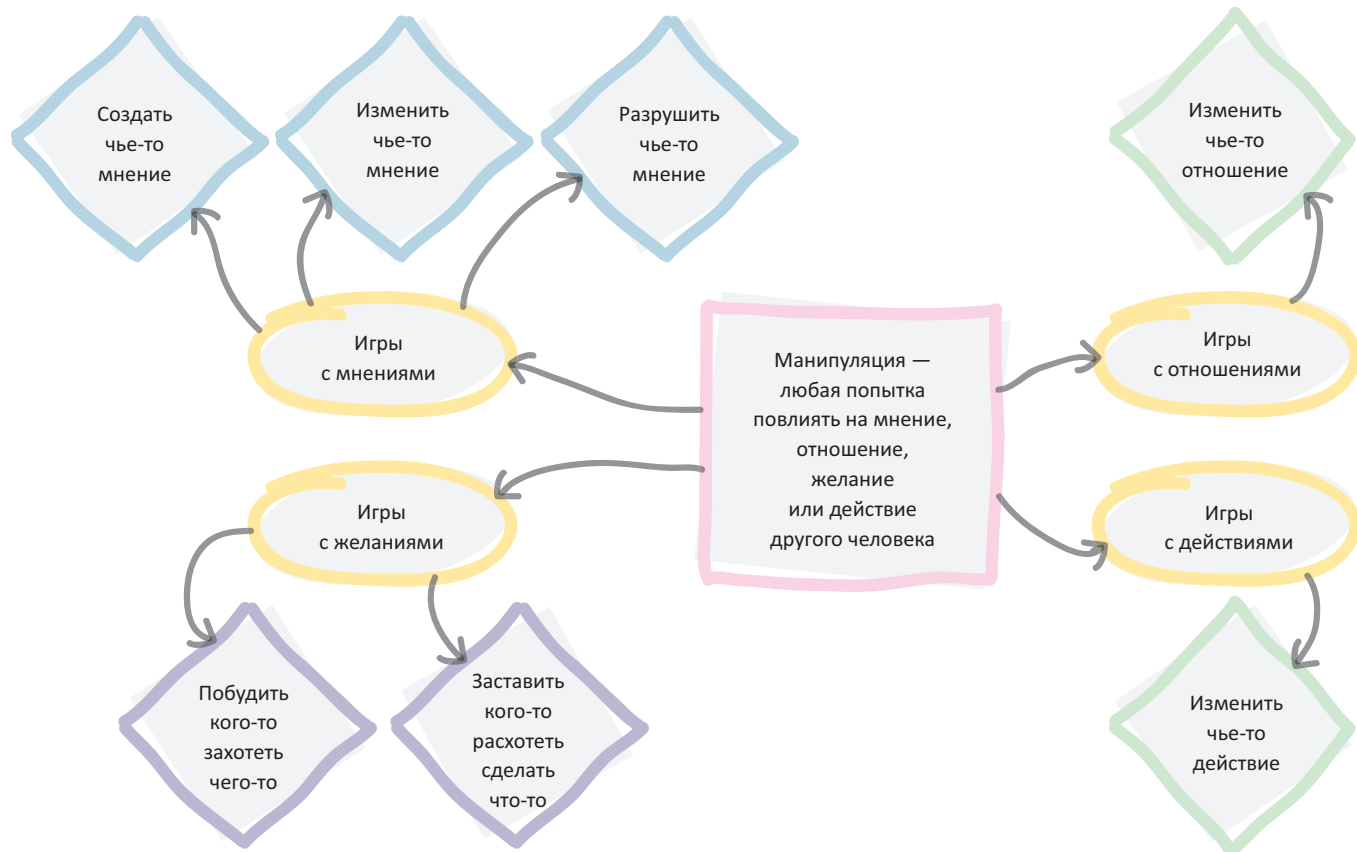 Создать
чье-то
мнение
Изменить
чье-то
мнение
Разрушить
чье-то
мнение
Изменить
чье-то
отношение
Игры
с мнениями
Манипуляция —
любая попытка
повлиять на мнение,
отношение,
желание
или действие
другого человека
Игры
с отношениями
Игры
с желаниями
Игры
с действиями
Побудить
кого-то
захотеть
чего-то
Заставить
кого-то
расхотеть
сделать
что-то
Изменить
чье-то
действие